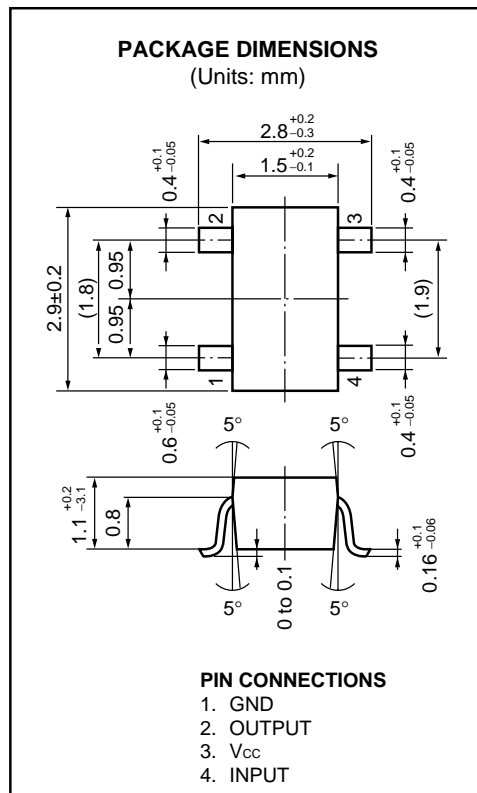 PACKAGE DIMENSIONS
(Units: mm)
2.8 +0.2 −0.3
1.5 +0.2 −0.1
0.4 +0.1 −0.05
0.4 +0.1 −0.05
2
3
2.9±0.2
(1.8)
0.95
0.95
(1.9)
1
4
0.6 +0.1 −0.05
0.4 +0.1 −0.05
5°
5°
1.1 +0.2 −3.1
0.8
0 to 0.1
0.16 +0.1 −0.06
5°
5°
PIN CONNECTIONS
1. GND
2. OUTPUT
3. Vcc
4. INPUT